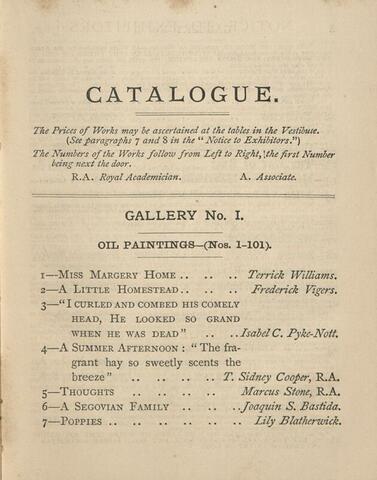 CATALOGUE.
The Prices of Works may be ascertained at the tables in the Vestibute.
(See paragraphs 7 and 8 in the "Notice to Exhibitors.")
The Numbers of the Works follow from Left to Right, the first Number
being next the door.
R.A. Royal Academician. A. Associate.
GALLERY No. I.
OIL PAINTINGS—(Nos. 1-101).
1—Miss Margery Home .. .. .. Terrick Williams.
2—A Little Homestead .. .. Frederick Vigers.
3—"I curled and combed his comely
head, He looked so grand
when he was dead" .. .. Isabel C. Pyke-Nott.
4—A Summer Afternoon : "The fra-
grant hay so sweetly scents the
breeze" .. .. .. .. .. T. Sidney Cooper, R.A.
5—Thoughts .. .. .. .. Marcus Stone, R.A.
6—A Segovian Family .. .. Joaquin S. Bastida.
7—Poppies .. .. .. .. .. .. Lily Blatherwick.